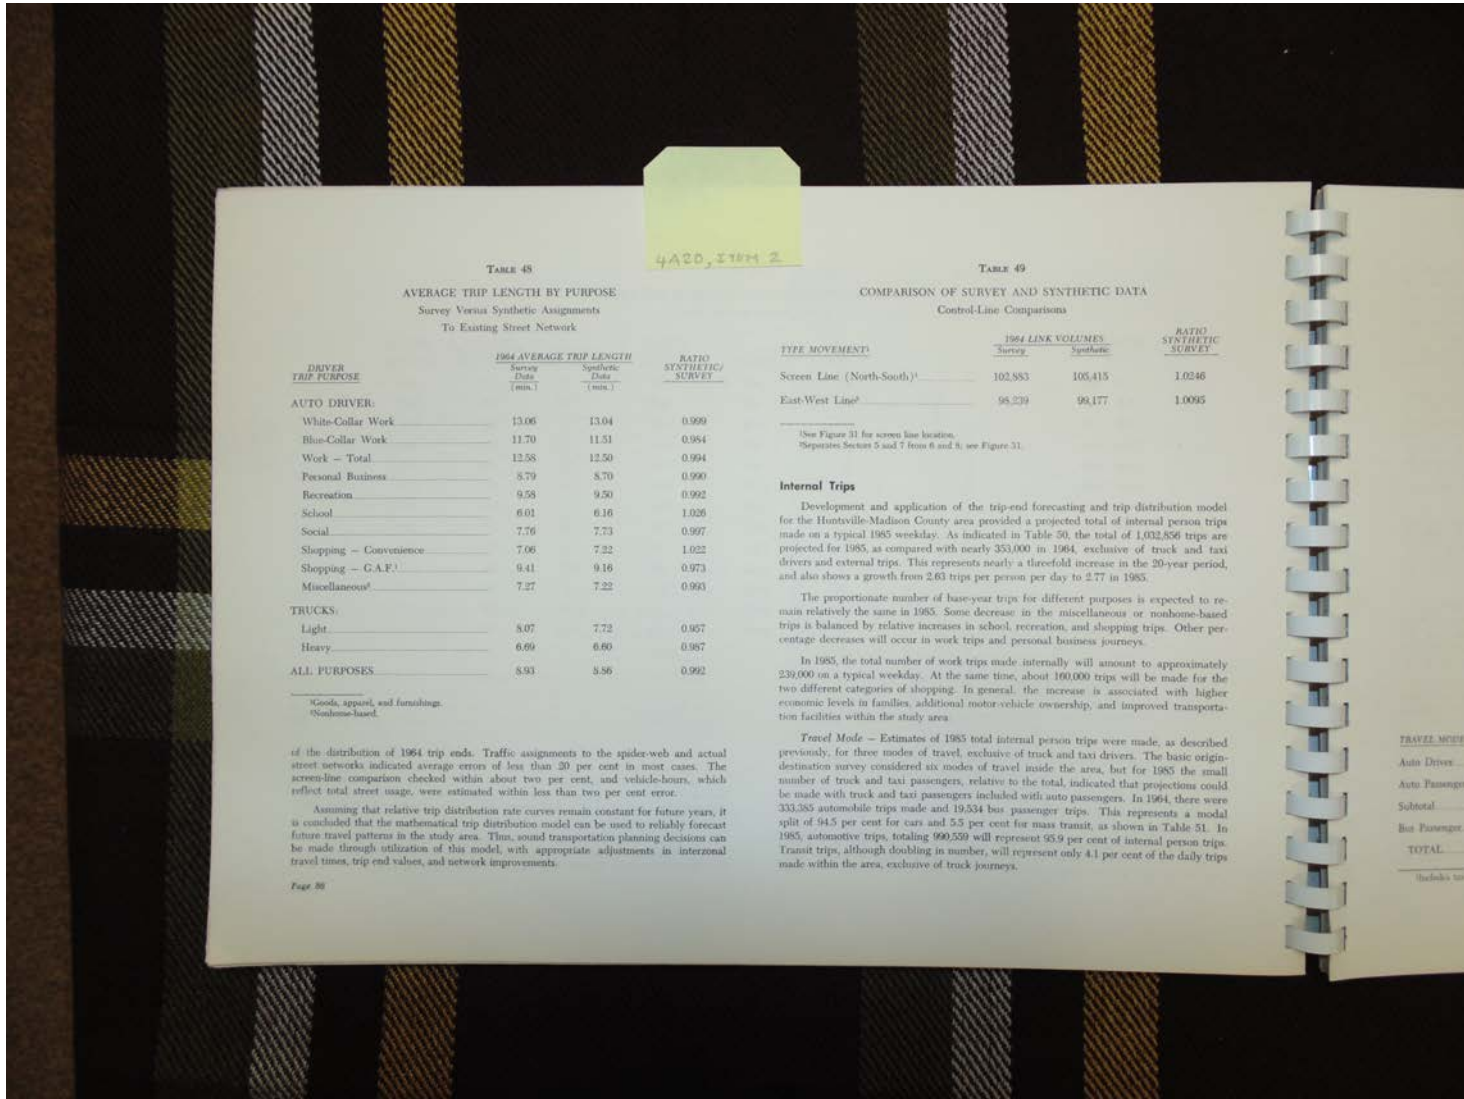 4A2D, ITEM 2
TABLE 48
AVERAGE TRIP LENGTH BY PURPOSE
Survey Versus Synthetic Assignments
To Existing Street Network
1964 AVERAGE TRIP LENGTH RATIO
DRIVER Survey Synthetic SYNTHETIC/
TRIP PURPOSE Data Data SURVEY
(min.) (min.)
AUTO DRIVER:
White-Collar Work 13.06 13.04 0.999
Blue-Collar Work 11.70 11.51 0.984
Work — Total 12.58 12.50 0.994
Personal Business 8.79 8.70 0.990
Recreation 9.58 9.50 0.992
School 6.01 6.16 1.026
Social 7.76 7.73 0.997
Shopping — Convenience 7.06 7.22 1.022
Shopping — G.A.F.¹ 9.41 9.16 0.973
Miscellaneous² 7.27 7.22 0.993
TRUCKS:
Light 8.07 7.72 0.957
Heavy 6.69 6.60 0.987
ALL PURPOSES 8.93 8.86 0.992
¹Goods, apparel, and furnishings.
²Nonhome-based.
of the distribution of 1964 trip ends. Traffic assignments to the spider-web and actual
street networks indicated average errors of less than 20 per cent in most cases. The
screen-line comparison checked within about two per cent, and vehicle-hours, which
reflect total street usage, were estimated within less than two per cent error.
Assuming that relative trip distribution rate curves remain constant for future years, it
is concluded that the mathematical trip distribution model can be used to reliably forecast
future travel patterns in the study area. Thus, sound transportation planning decisions can
be made through utilization of this model, with appropriate adjustments in interzonal
travel times, trip end values, and network improvements.
Page 86
TABLE 49
COMPARISON OF SURVEY AND SYNTHETIC DATA
Control-Line Comparisons
RATIO
1964 LINK VOLUMES SYNTHETIC
TYPE MOVEMENT¹ Survey Synthetic SURVEY
Screen Line (North-South)¹ 102,883 105,415 1.0246
East-West Line² 98,239 99,177 1.0095
¹See Figure 31 for screen line location.
²Separates Sectors 5 and 7 from 6 and 8; see Figure 31.
Internal Trips
Development and application of the trip-end forecasting and trip distribution model
for the Huntsville-Madison County area provided a projected total of internal person trips
made on a typical 1985 weekday. As indicated in Table 50, the total of 1,032,856 trips are
projected for 1985, as compared with nearly 353,000 in 1964, exclusive of truck and taxi
drivers and external trips. This represents nearly a threefold increase in the 20-year period,
and also shows a growth from 2.63 trips per person per day to 2.77 in 1985.
The proportionate number of base-year trips for different purposes is expected to re-
main relatively the same in 1985. Some decrease in the miscellaneous or nonhome-based
trips is balanced by relative increases in school, recreation, and shopping trips. Other per-
centage decreases will occur in work trips and personal business journeys.
In 1985, the total number of work trips made internally will amount to approximately
239,000 on a typical weekday. At the same time, about 160,000 trips will be made for the
two different categories of shopping. In general, the increase is associated with higher
economic levels in families, additional motor-vehicle ownership, and improved transporta-
tion facilities within the study area.
Travel Mode — Estimates of 1985 total internal person trips were made, as described
previously, for three modes of travel, exclusive of truck and taxi drivers. The basic origin-
destination survey considered six modes of travel inside the area, but for 1985 the small
number of truck and taxi passengers, relative to the total, indicated that projections could
be made with truck and taxi passengers included with auto passengers. In 1964, there were
333,385 automobile trips made and 19,534 bus passenger trips. This represents a modal
split of 94.5 per cent for cars and 5.5 per cent for mass transit, as shown in Table 51. In
1985, automotive trips, totaling 990,559 will represent 95.9 per cent of internal person trips.
Transit trips, although doubling in number, will represent only 4.1 per cent of the daily trips
made within the area, exclusive of truck journeys.
TRAVEL MODE
Auto Driver
Auto Passenger
Subtotal
Bus Passenger
TOTAL
¹Includes